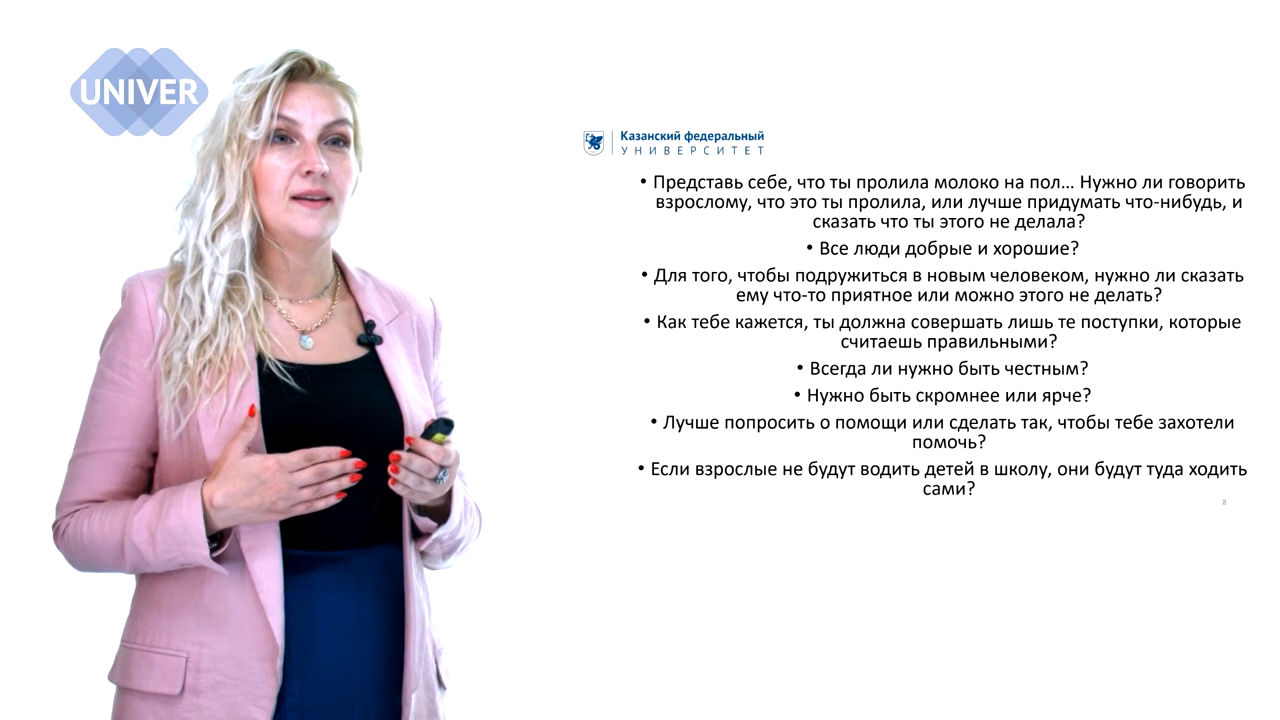 UNIVER
Казанский федеральный
УНИВЕРСИТЕТ
• Представь себе, что ты пролила молоко на пол... Нужно ли говорить
взрослому, что это ты пролила, или лучше придумать что-нибудь, и
сказать что ты этого не делала?
• Все люди добрые и хорошие?
• Для того, чтобы подружиться в новым человеком, нужно ли сказать
ему что-то приятное или можно этого не делать?
• Как тебе кажется, ты должна совершать лишь те поступки, которые
считаешь правильными?
• Всегда ли нужно быть честным?
• Нужно быть скромнее или ярче?
• Лучше попросить о помощи или сделать так, чтобы тебе захотели
помочь?
• Если взрослые не будут водить детей в школу, они будут туда ходить
сами?
8